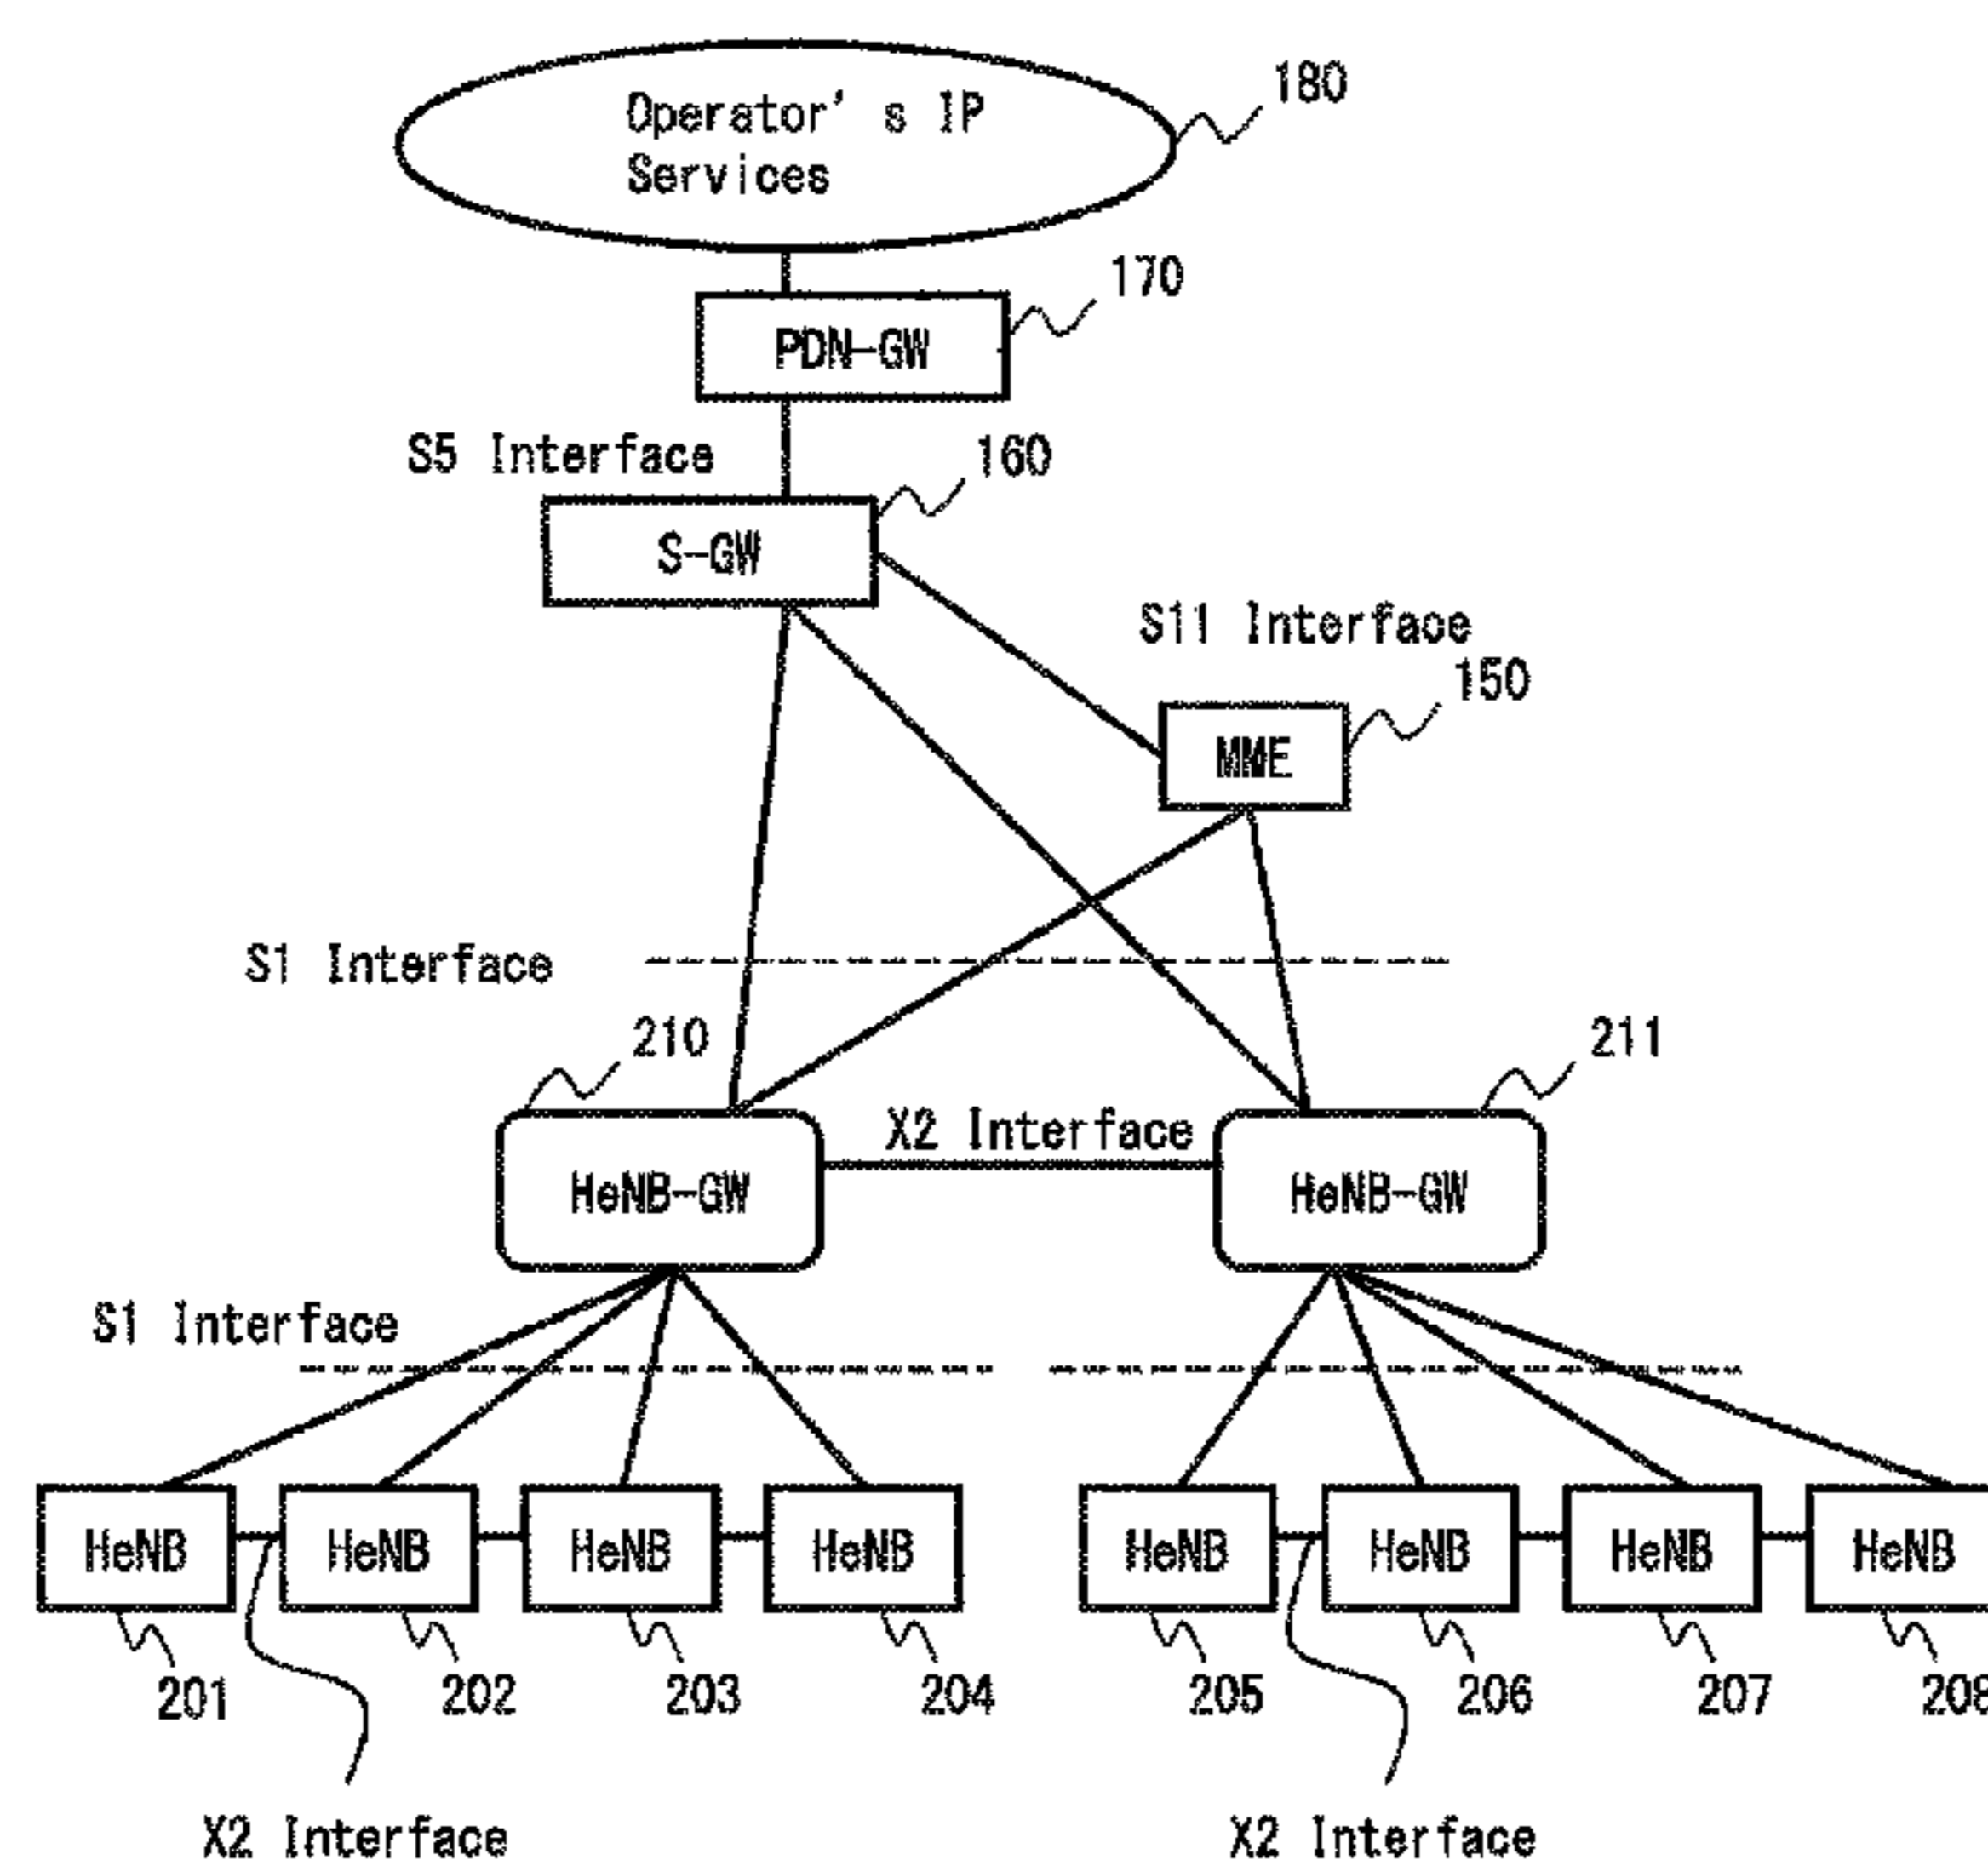 Operator's IP
Services
180
170
PDN-GW
S5 Interface
160
S-GW
S11 Interface
150
MME
S1 Interface
210
211
X2 Interface
HeNB-GW
HeNB-GW
S1 Interface
HeNB
HeNB
HeNB
HeNB
HeNB
HeNB
HeNB
HeNB
201
202
203
204
205
206
207
208
X2 Interface
X2 Interface